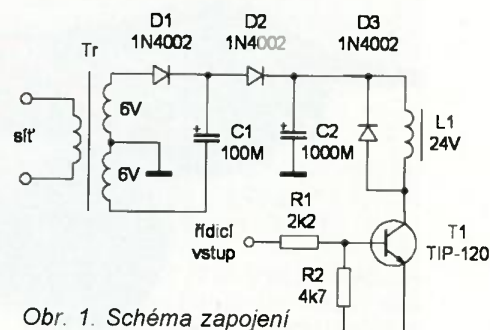 D1
1N4002
D2
1N4002
D3
1N4002
Tr
síť
6V
6V
C1
100M
C2
1000M
L1
24V
R1
2k2
řídicí
vstup
R2
4k7
T1
TIP-120
Obr. 1. Schéma zapojení